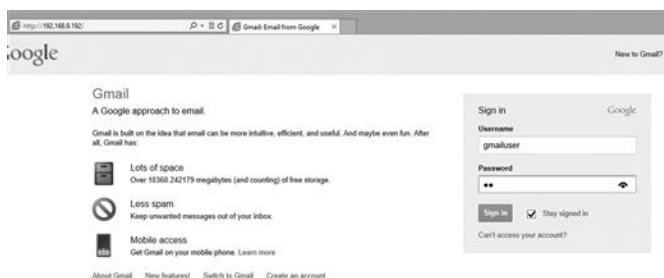 http://192.168.0.192/
Gmail: Email from Google
Google
New to Gmail?
Gmail
A Google approach to email.
Gmail is built on the idea that email can be more intuitive, efficient, and useful. And maybe even fun. After
all, Gmail has:
Lots of space
Over 10360.242179 megabytes (and counting) of free storage.
Less spam
Keep unwanted messages out of your inbox.
Mobile access
Get Gmail on your mobile phone. Learn more
About Gmail New features! Switch to Gmail Create an account
Sign in Google
Username
gmailuser
Password
Sign in Stay signed in
Can't access your account?